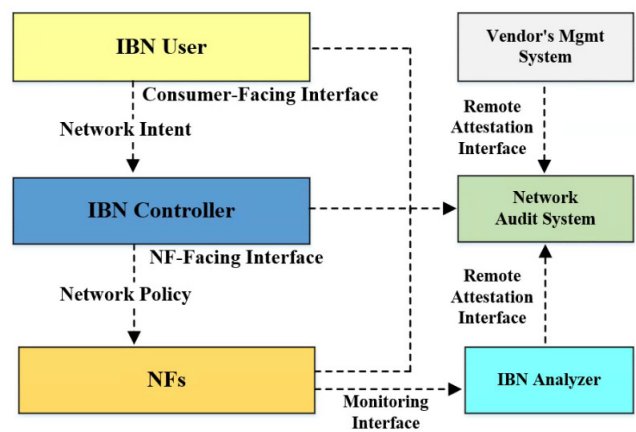 IBN User
Vendor's Mgmt
System
Consumer-Facing Interface
Network Intent
Remote
Attestation
Interface
IBN Controller
Network
Audit System
NF-Facing Interface
Network Policy
Remote
Attestation
Interface
NFs
IBN Analyzer
Monitoring
Interface